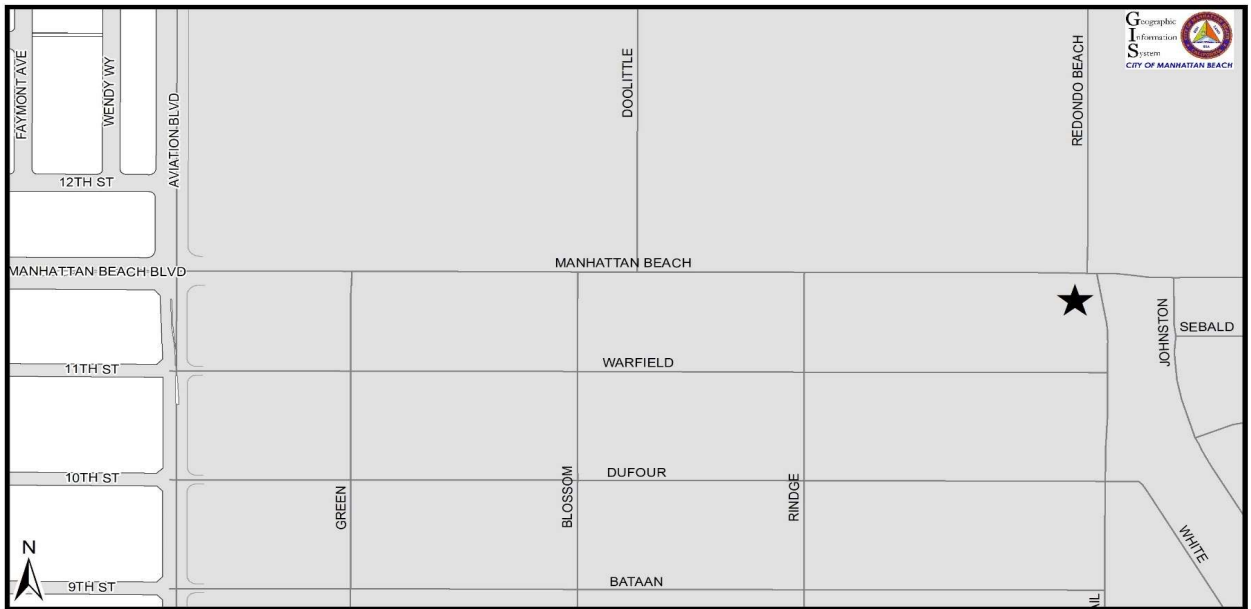 Geographic
Information
System
CITY OF MANHATTAN BEACH
FAYMONT AVE
WENDY WY
AVIATION BLVD
DOOLITTLE
REDONDO BEACH
12TH ST
MANHATTAN BEACH BLVD
MANHATTAN BEACH
JOHNSTON
SEBALD
11TH ST
WARFIELD
10TH ST
DUFOUR
GREEN
BLOSSOM
RINDGE
WHITE
N
9TH ST
BATAAN
AIL